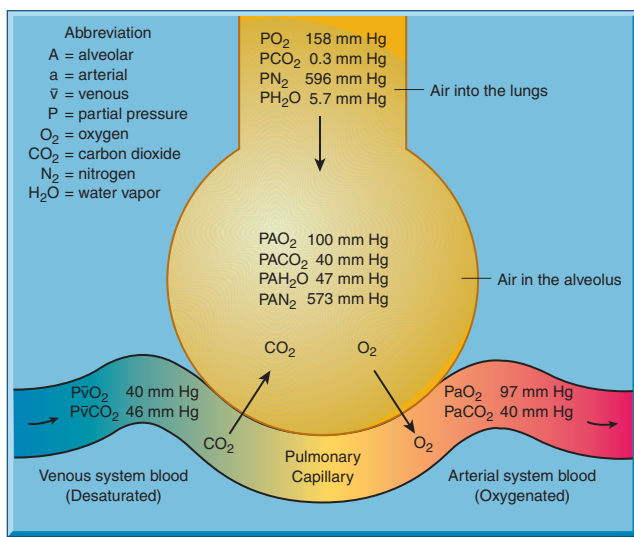 Abbreviation
A = alveolar
a = arterial
v̄ = venous
P = partial pressure
O₂ = oxygen
CO₂ = carbon dioxide
N₂ = nitrogen
H₂O = water vapor
PO₂ 158 mm Hg
PCO₂ 0.3 mm Hg
PN₂ 596 mm Hg
PH₂O 5.7 mm Hg
Air into the lungs
PAO₂ 100 mm Hg
PACO₂ 40 mm Hg
PAH₂O 47 mm Hg
PAN₂ 573 mm Hg
Air in the alveolus
CO₂ O₂
Pv̄O₂ 40 mm Hg
Pv̄CO₂ 46 mm Hg
PaO₂ 97 mm Hg
PaCO₂ 40 mm Hg
CO₂
O₂
Pulmonary
Capillary
Venous system blood
(Desaturated)
Arterial system blood
(Oxygenated)